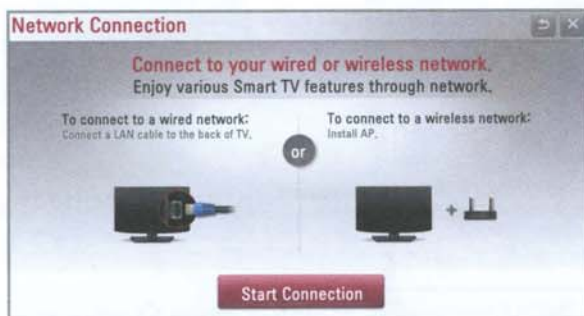 Network Connection
Connect to your wired or wireless network.
Enjoy various Smart TV features through network.
To connect to a wired network:
Connect a LAN cable to the back of TV.
or
To connect to a wireless network:
Install AP.
Start Connection